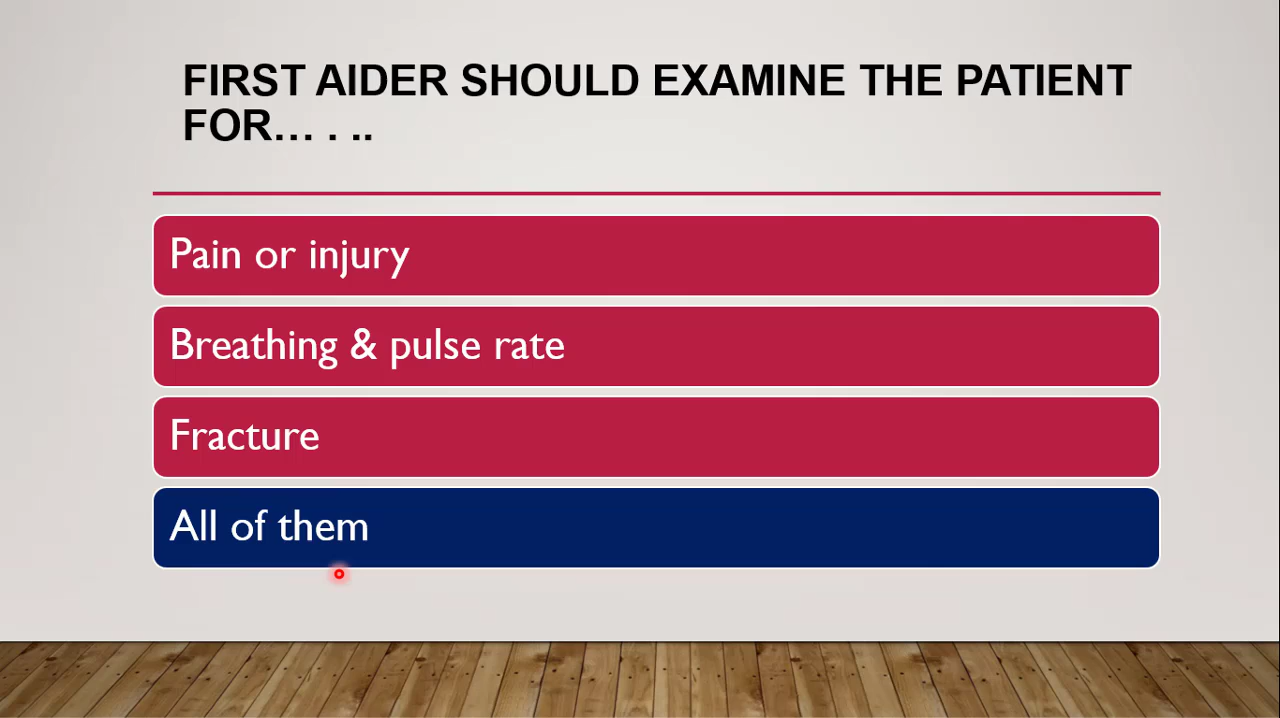 FIRST AIDER SHOULD EXAMINE THE PATIENT
FOR… . ..
Pain or injury
Breathing & pulse rate
Fracture
All of them